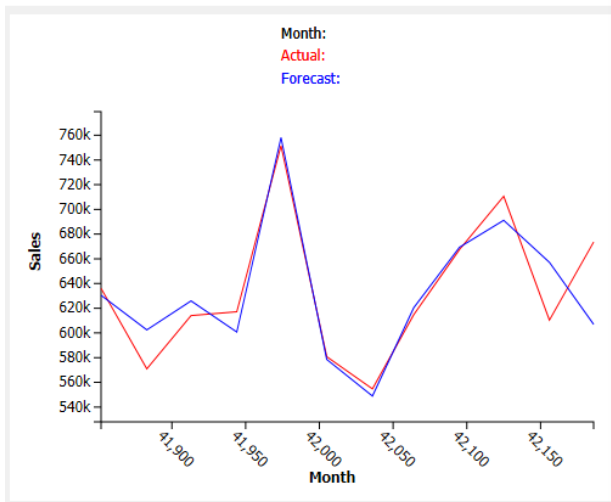 Month:
Actual:
Forecast:
760k
740k
720k
700k
680k
660k
640k
620k
600k
580k
560k
540k
Sales
41,900
41,950
42,000
42,050
42,100
42,150
Month